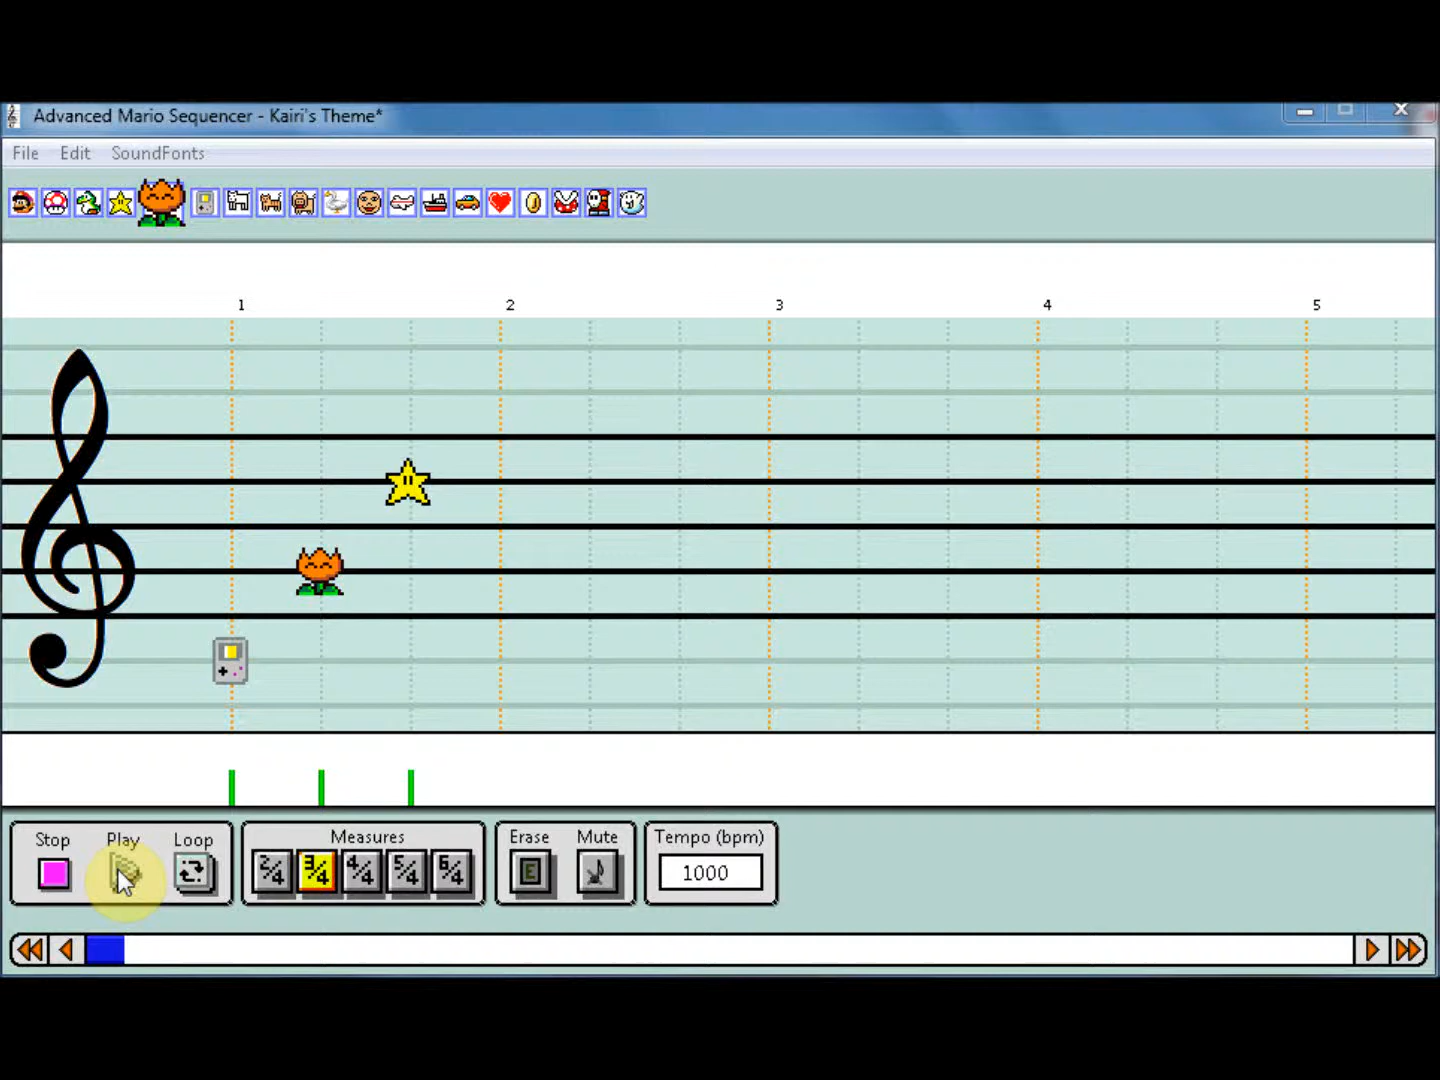 Advanced Mario Sequencer - Kairi's Theme*
File Edit SoundFonts
1 2 3 4 5
Stop Play Loop Measures Erase Mute Tempo (bpm)
2/4 3/4 4/4 5/4 6/4 E 1000